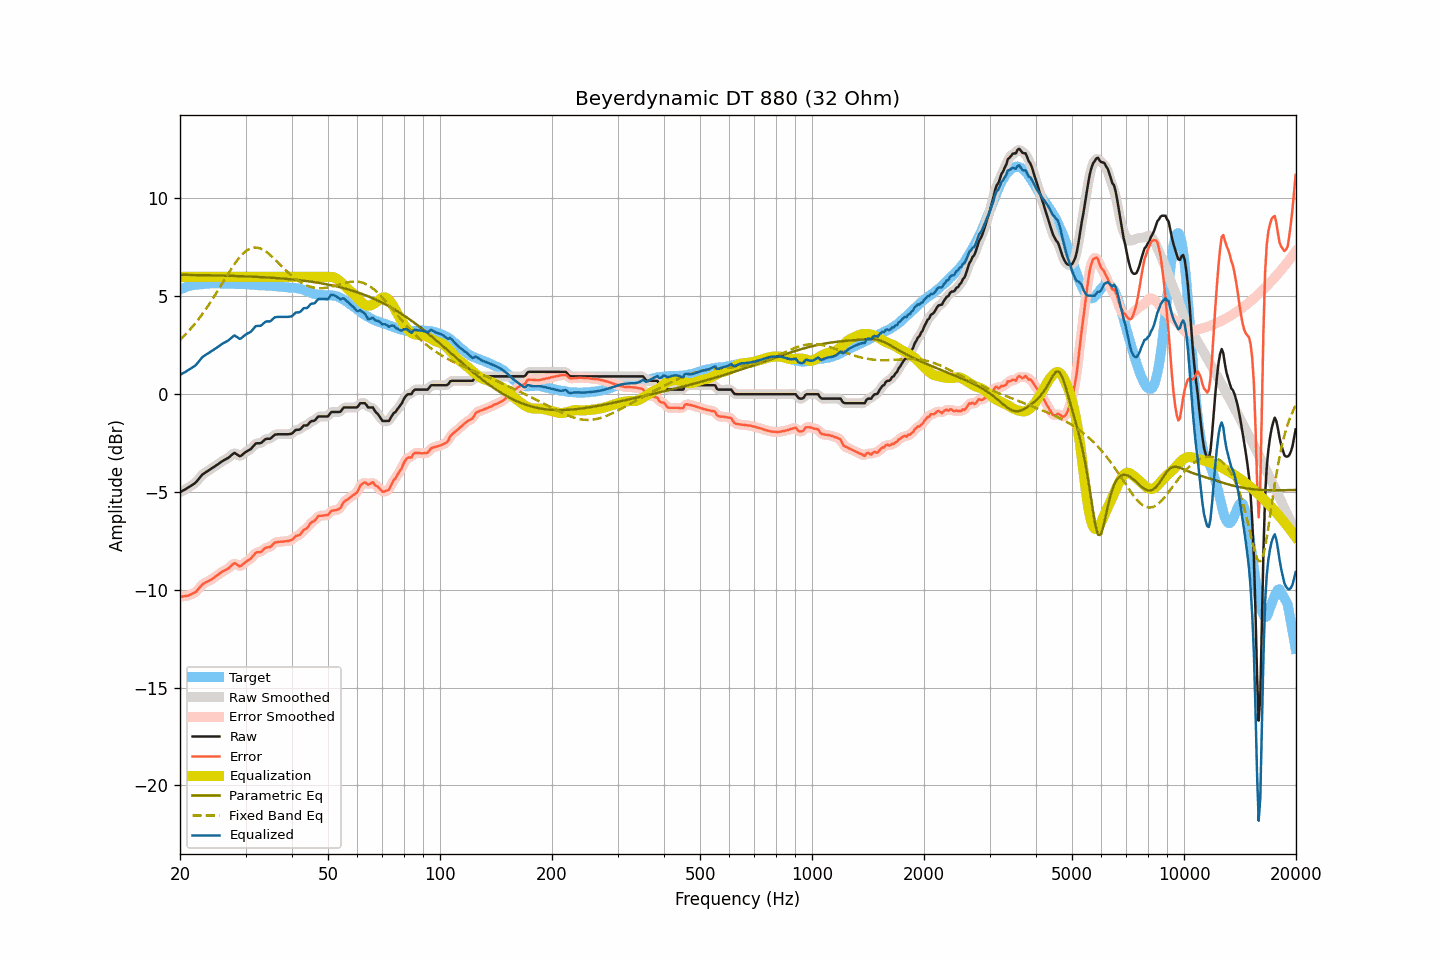 Beyerdynamic DT 880 (32 Ohm)
Amplitude (dBr)
10
5
0
−5
−10
−15
−20
Target
Raw Smoothed
Error Smoothed
Raw
Error
Equalization
Parametric Eq
Fixed Band Eq
Equalized
20 50 100 200 500 1000 2000 5000 10000 20000
Frequency (Hz)